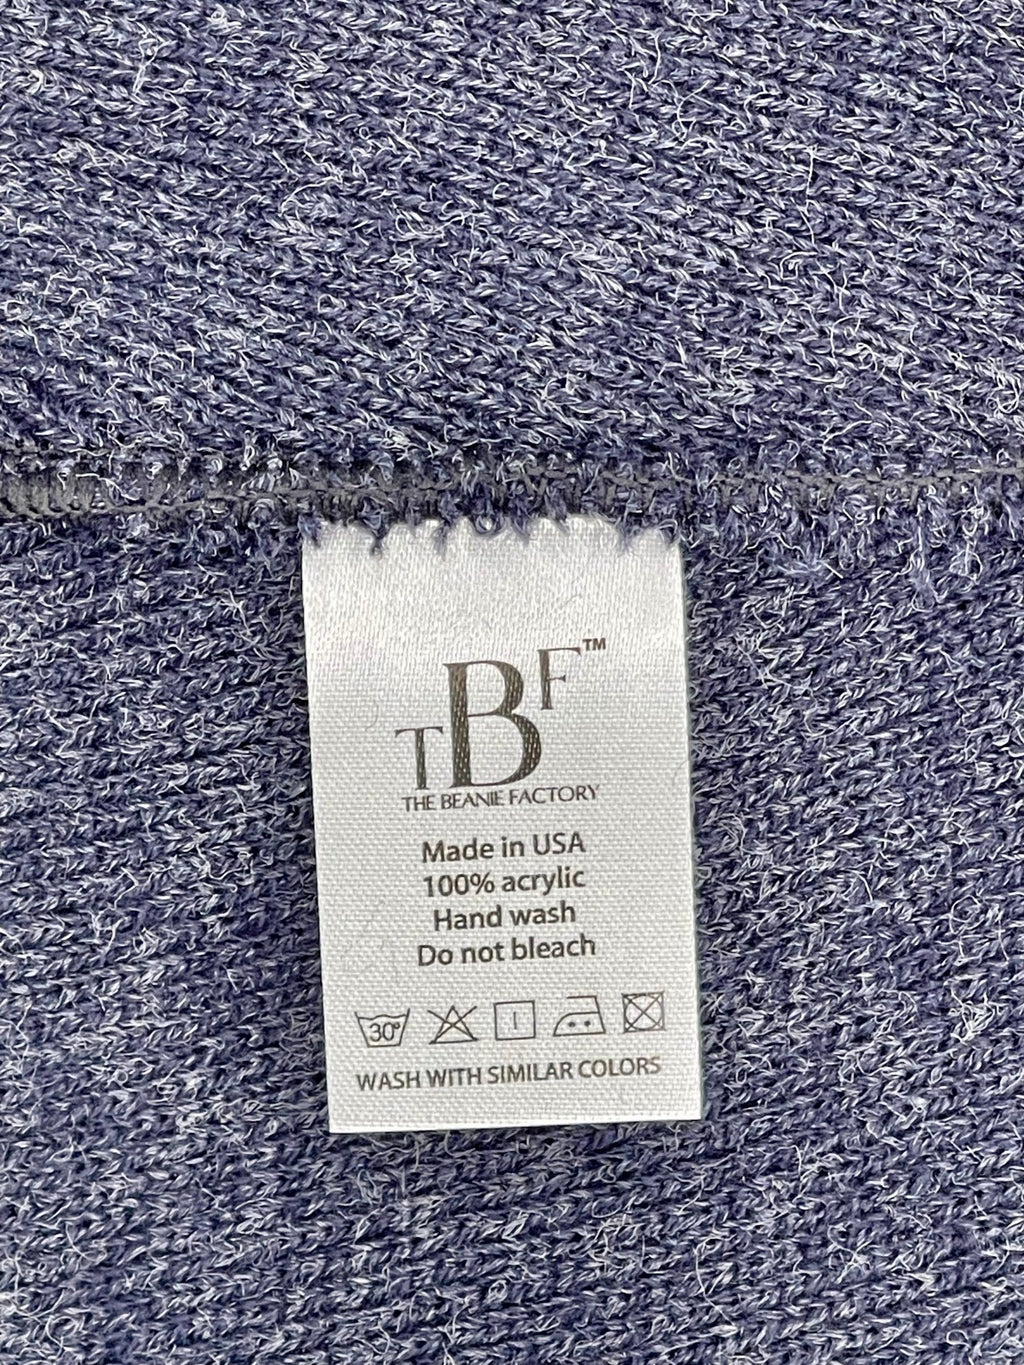 TBF™
THE BEANIE FACTORY
Made in USA
100% acrylic
Hand wash
Do not bleach
30°
WASH WITH SIMILAR COLORS